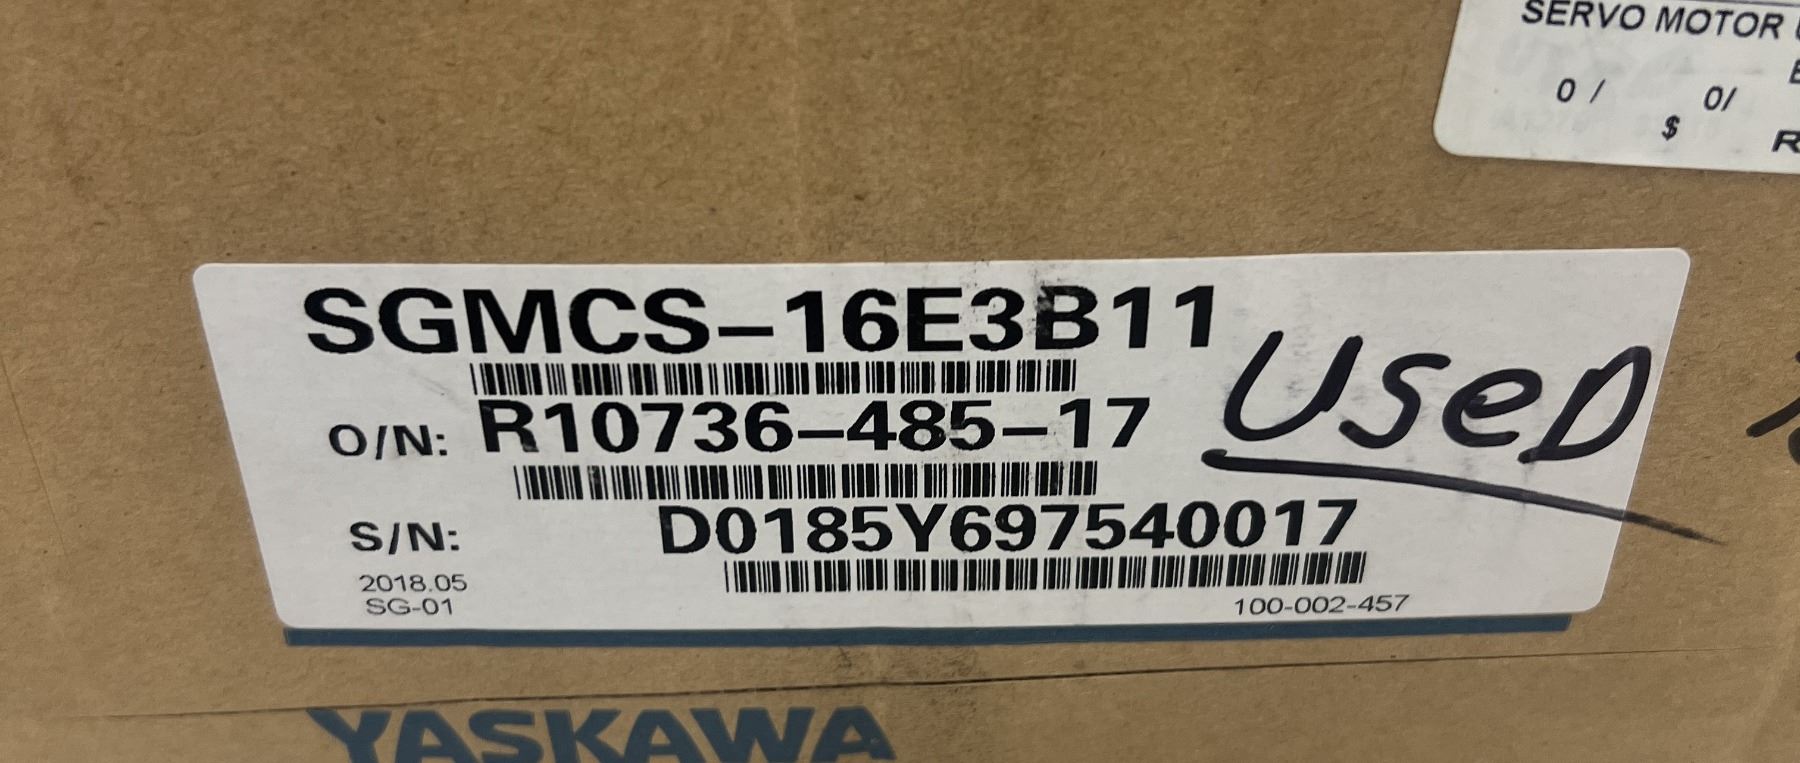 SERVO MOTOR
0 / 0/
$
SGMCS-16E3B11
O/N: R10736-485-17
USeD
S/N: D0185Y697540017
2018.05
SG-01
100-002-457
YASKAWA